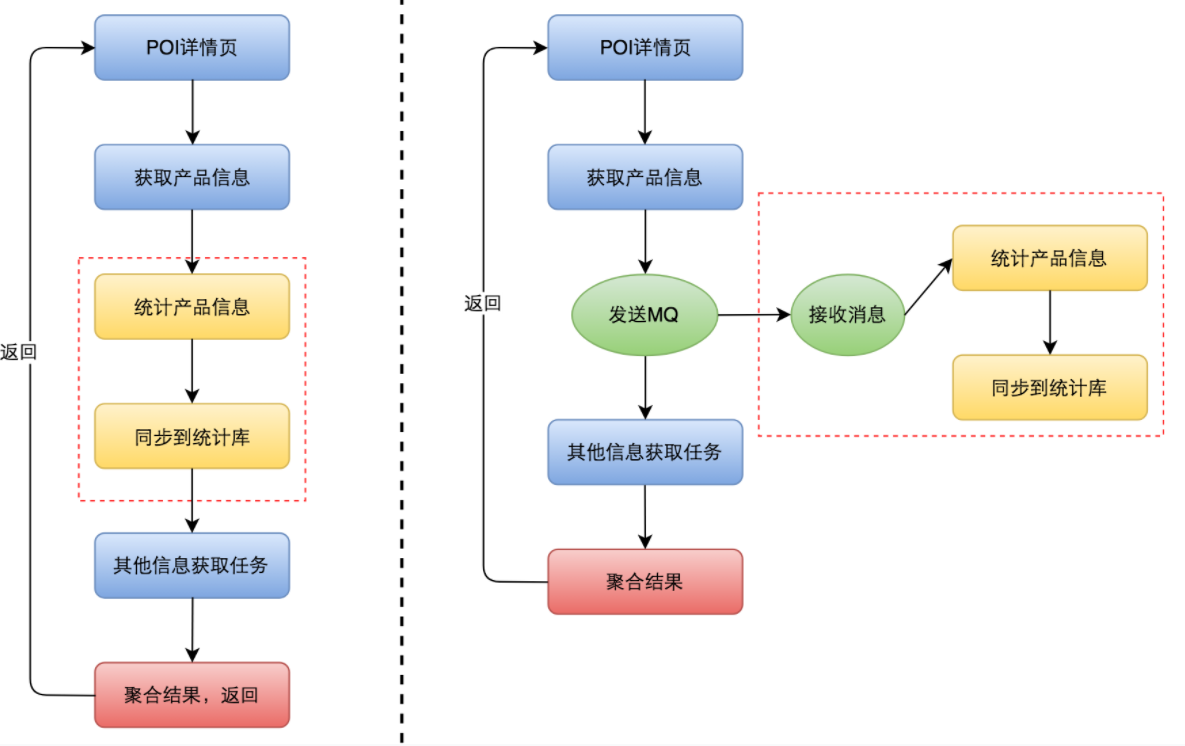 POI详情页
获取产品信息
统计产品信息
同步到统计库
其他信息获取任务
聚合结果，返回
返回
POI详情页
获取产品信息
发送MQ
接收消息
统计产品信息
同步到统计库
其他信息获取任务
聚合结果
返回